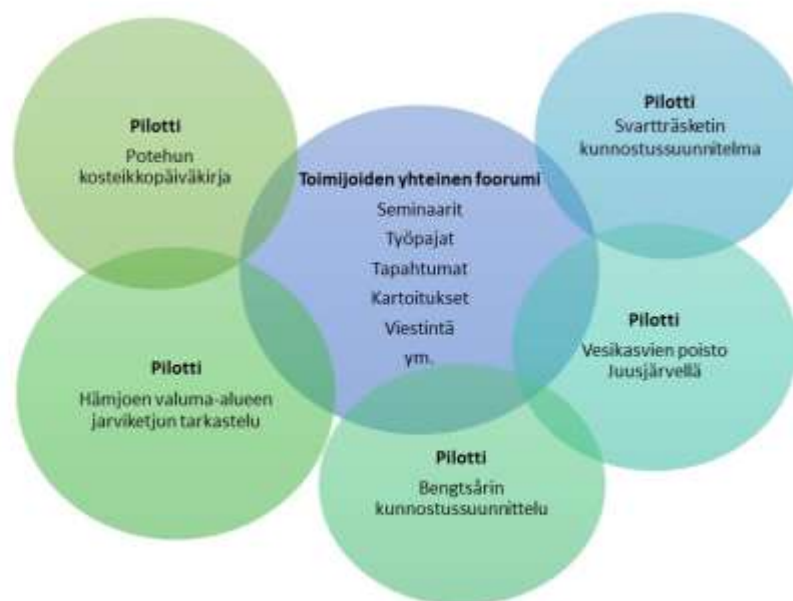 Pilotti
Potehun
kosteikkopäiväkirja
Pilotti
Svartträsketin
kunnostussuunnitelma
Toimijoiden yhteinen foorumi
Seminaarit
Työpajat
Tapahtumat
Kartoitukset
Viestintä
ym.
Pilotti
Vesikasvien poisto
Juusjärvellä
Pilotti
Hämjoen valuma-alueen
jarviketjun tarkastelu
Pilotti
Bengtsårin
kunnostussuunnittelu